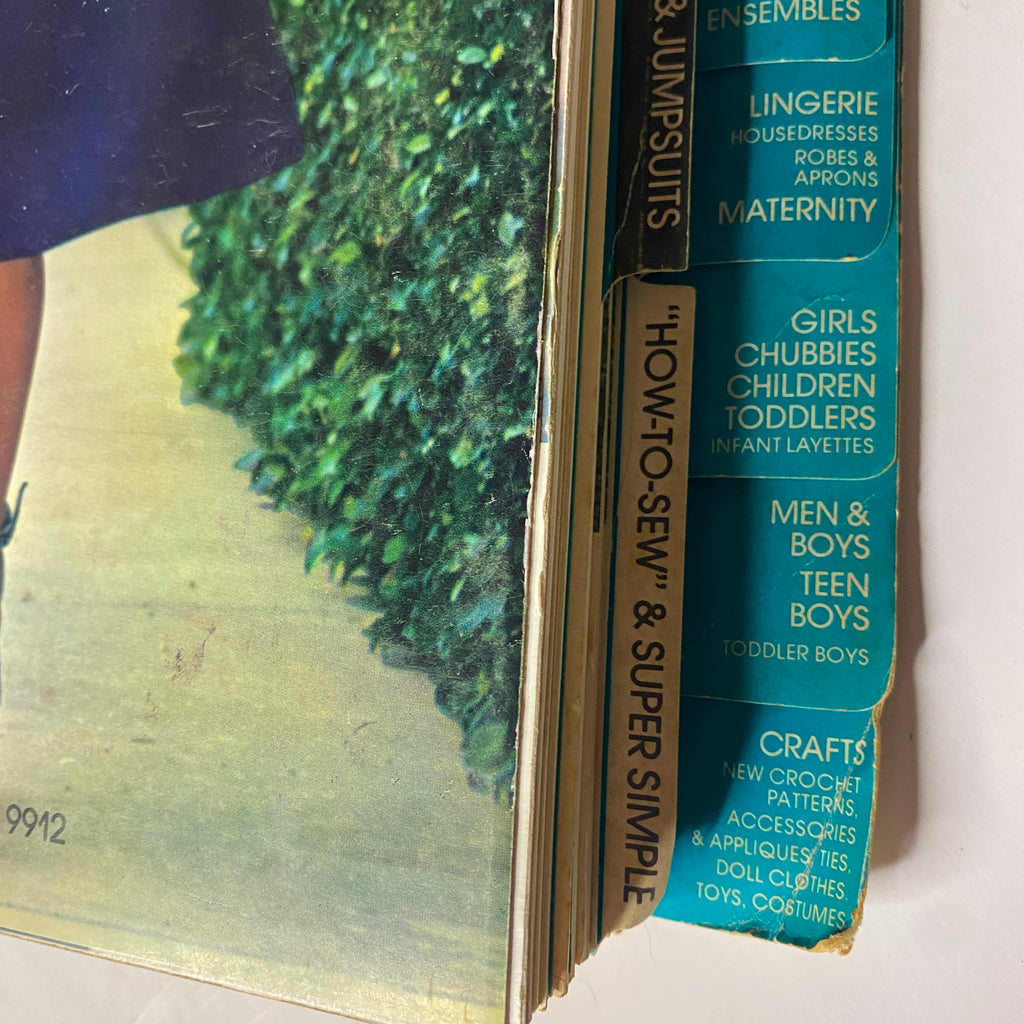 ENSEMBLES
LINGERIE
HOUSEDRESSES
ROBES &
APRONS
MATERNITY
GIRLS
CHUBBIES
CHILDREN
TODDLERS
INFANT LAYETTES
MEN &
BOYS
TEEN
BOYS
TODDLER BOYS
CRAFTS
NEW CROCHET
PATTERNS,
ACCESSORIES
& APPLIQUES, TIES,
DOLL CLOTHES,
TOYS, COSTUMES
& JUMPSUITS
"HOW-TO-SEW" & SUPER SIMPLE
9912